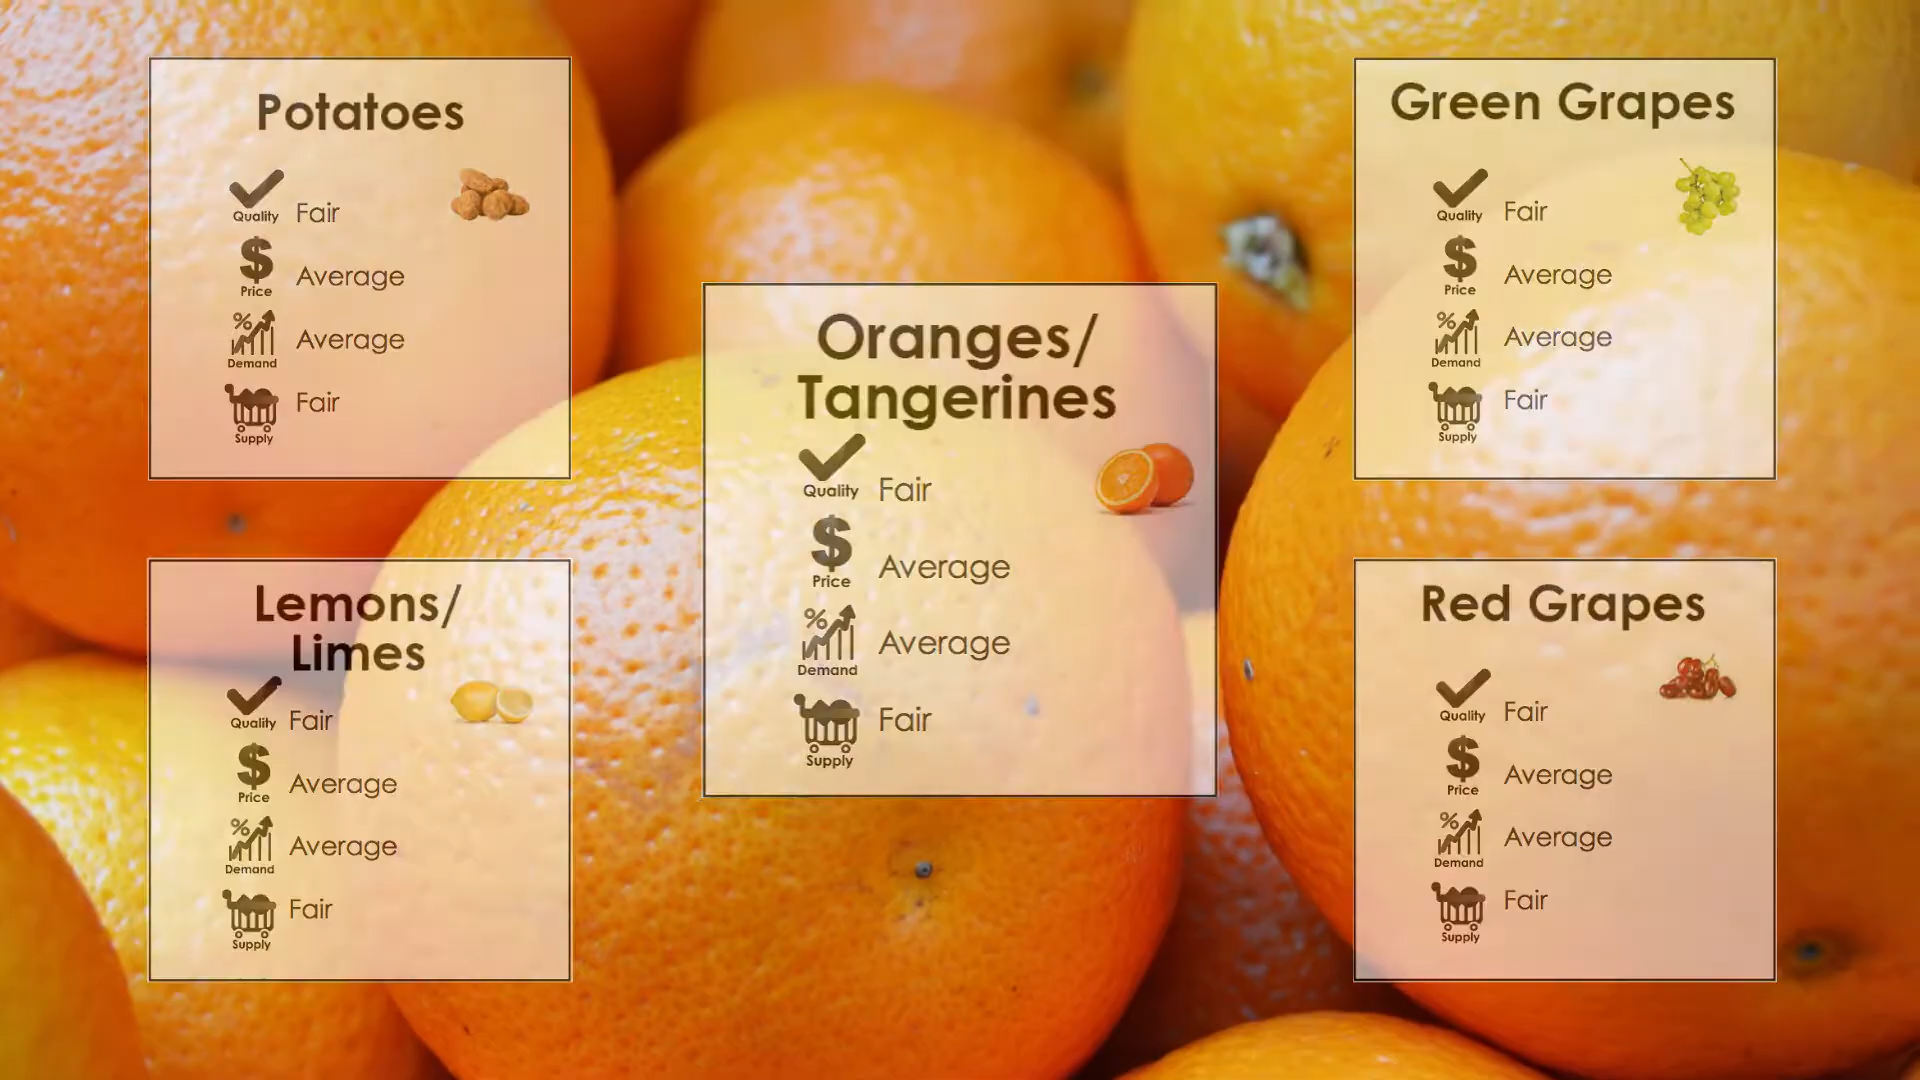 Potatoes
Quality Fair
$
Price Average
%
Demand Average
Supply Fair
Lemons/
Limes
Quality Fair
$
Price Average
%
Demand Average
Supply Fair
Oranges/
Tangerines
Quality Fair
$
Price Average
%
Demand Average
Supply Fair
Green Grapes
Quality Fair
$
Price Average
%
Demand Average
Supply Fair
Red Grapes
Quality Fair
$
Price Average
%
Demand Average
Supply Fair